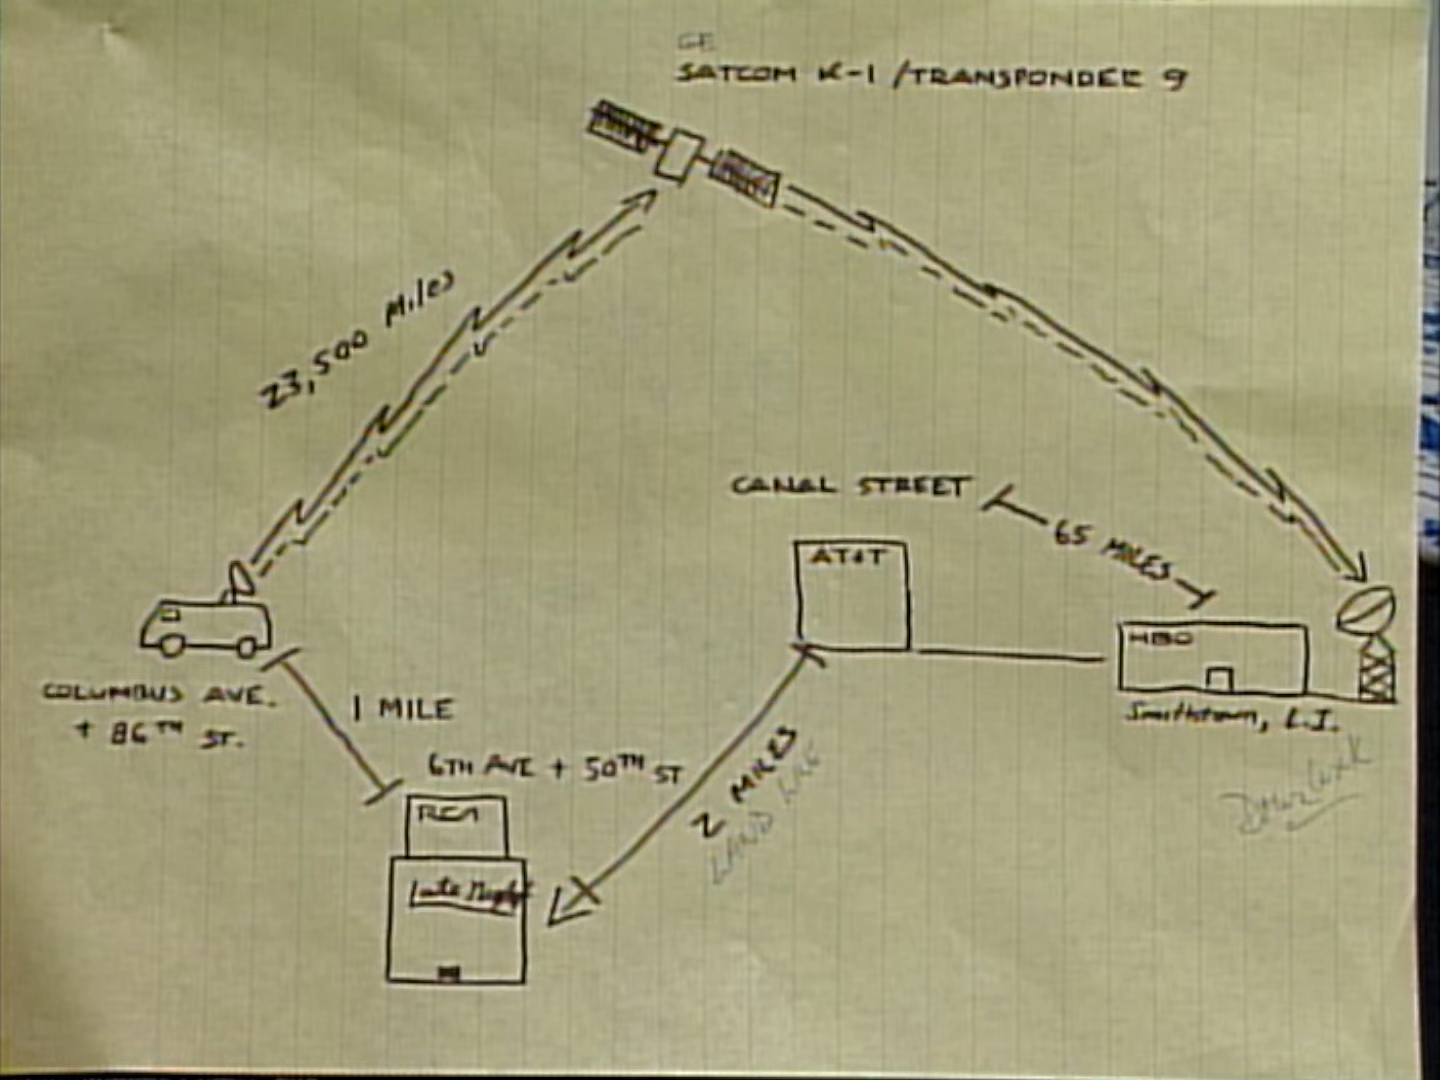 GE
SATCOM K-1 / TRANSPONDER 9
23,500 Miles
CANAL STREET
65 MILES
AT&T
HBO
Smithtown, L.I.
Downlink
COLUMBUS AVE.
+ 86TH ST.
1 MILE
6TH AVE + 50TH ST
2 MILES
LAND LINE
RCA
Late Night